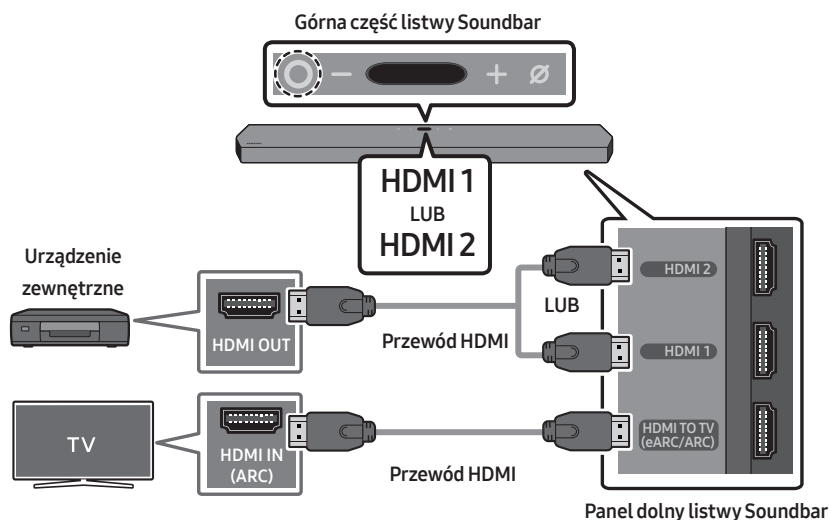 Górna część listwy Soundbar
HDMI 1
LUB
HDMI 2
Urządzenie
zewnętrzne
HDMI OUT
Przewód HDMI
LUB
HDMI 2
HDMI 1
TV
HDMI IN
(ARC)
Przewód HDMI
HDMI TO TV
(eARC/ARC)
Panel dolny listwy Soundbar